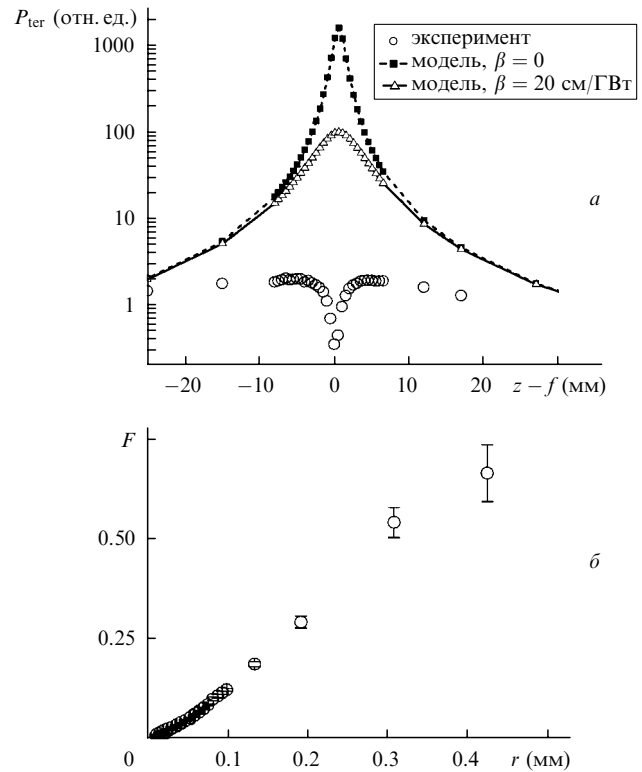 P_ter (отн. ед.)
1000
100
10
1
эксперимент
модель, β = 0
модель, β = 20 см/ГВт
а
−20 −10 0 10 20 z − f (мм)
F
0.50
0.25
б
0 0.1 0.2 0.3 0.4 r (мм)